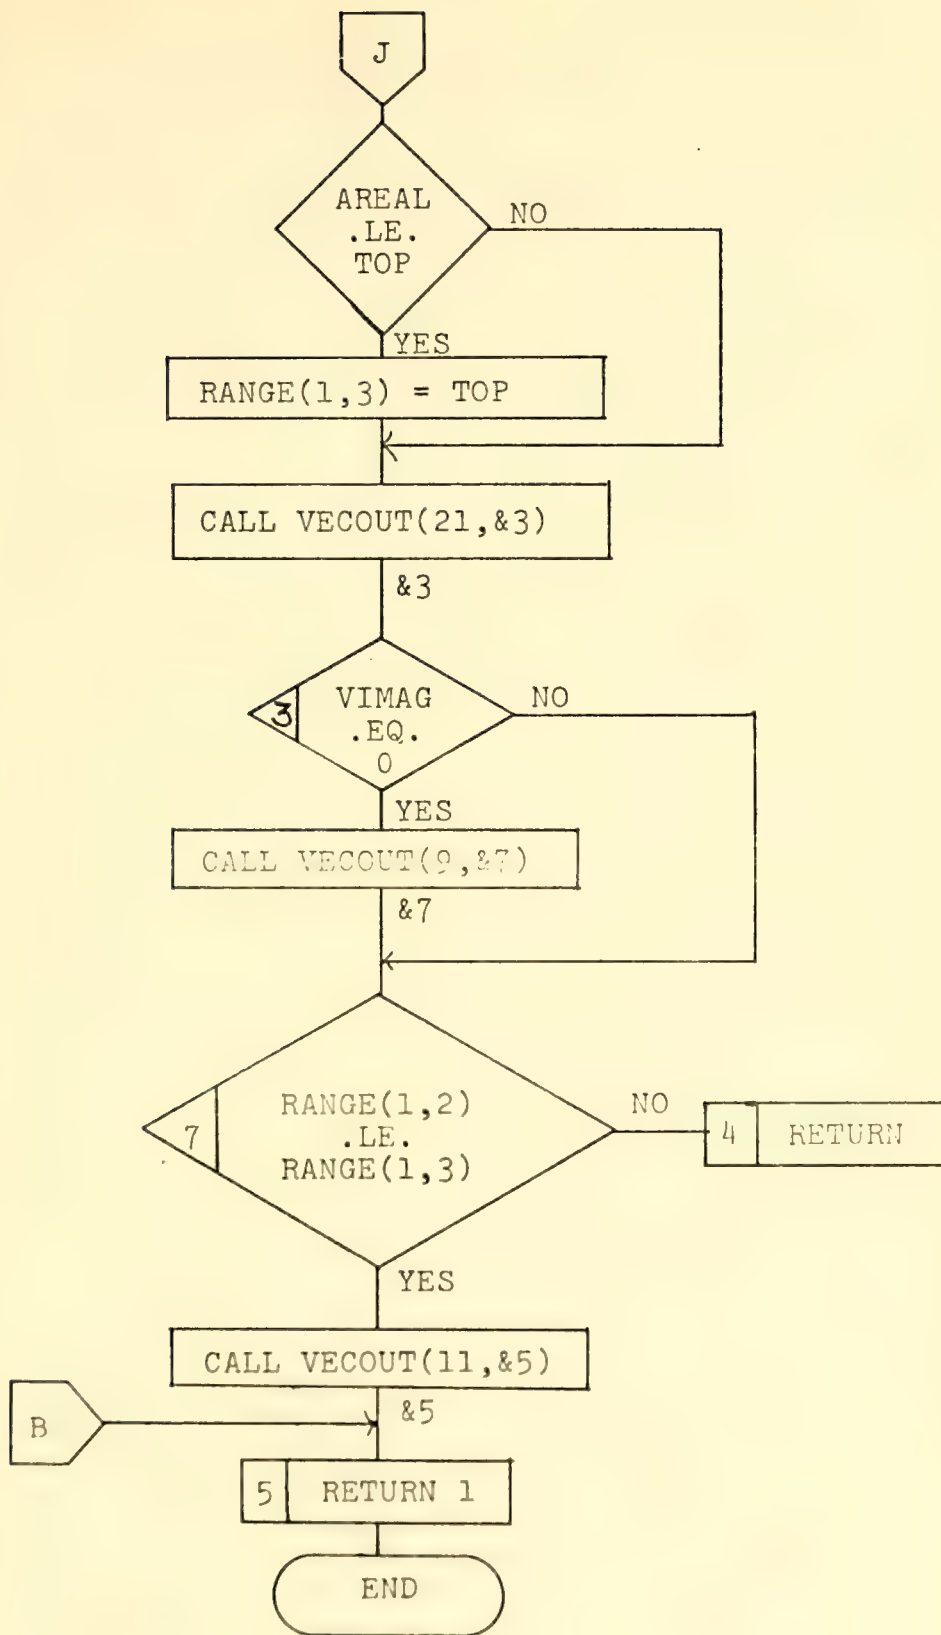 J
AREAL
.LE.
TOP
NO
YES
RANGE(1,3) = TOP
CALL VECOUT(21,&3)
&3
3
VIMAG
.EQ.
0
NO
YES
CALL VECOUT(9,&7)
&7
7
RANGE(1,2)
.LE.
RANGE(1,3)
NO
4
RETURN
YES
CALL VECOUT(11,&5)
B
&5
5
RETURN 1
END